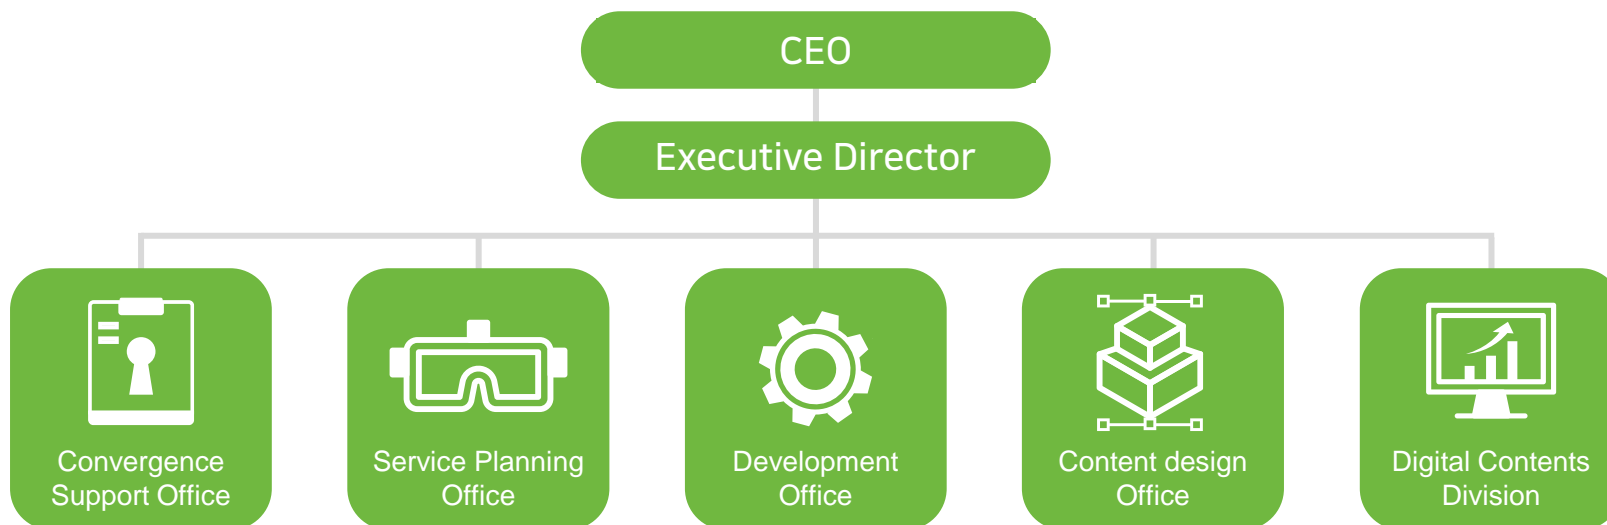 CEO
Executive Director
Convergence
Support Office
Service Planning
Office
Development
Office
Content design
Office
Digital Contents
Division